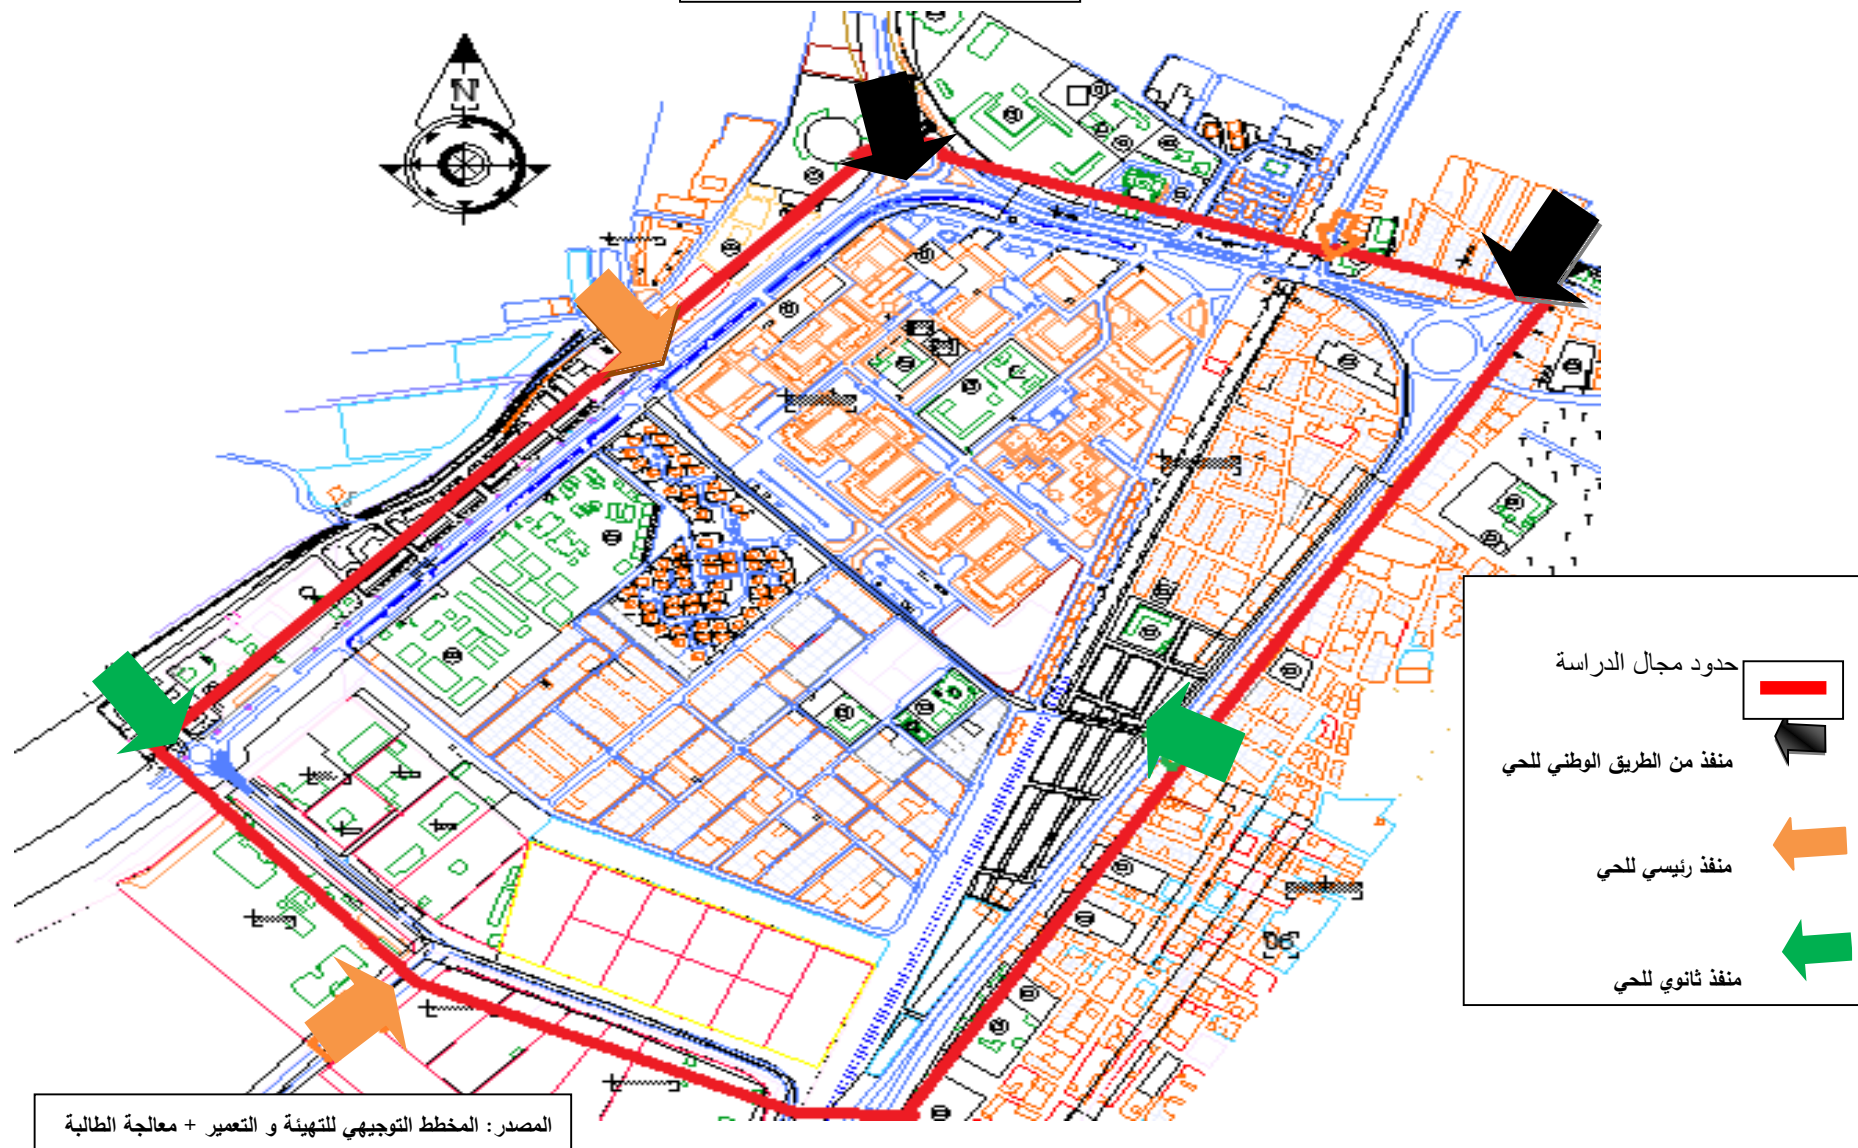 N
حدود مجال الدراسة
منفذ من الطريق الوطني للحي
منفذ رئيسي للحي
منفذ ثانوي للحي
06
المصدر: المخطط التوجيهي للتهيئة و التعمير + معالجة الطالبة